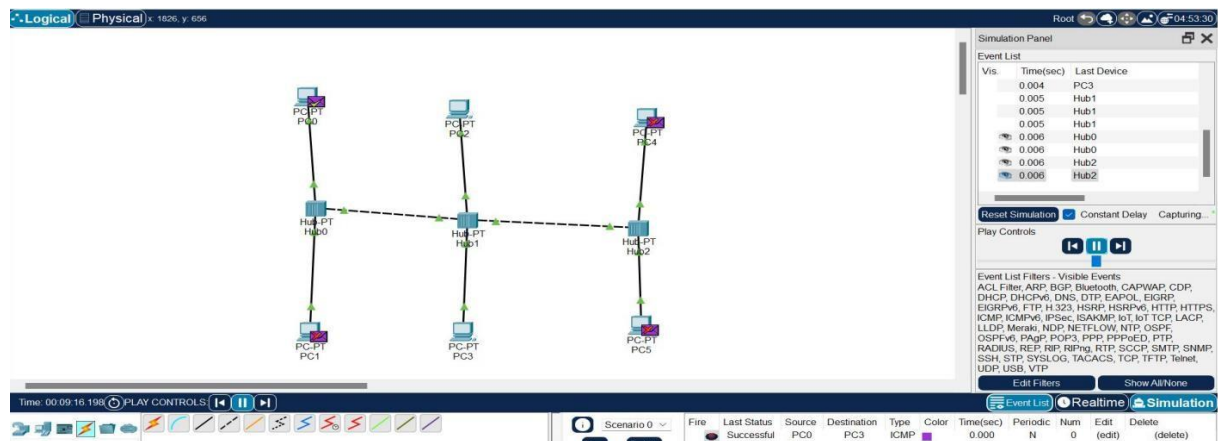 Logical Physical x: 1826, y: 656 Root 04:53:30
Simulation Panel
Event List
Vis. Time(sec) Last Device
0.004 PC3
0.005 Hub1
0.005 Hub1
0.005 Hub1
0.006 Hub0
0.006 Hub0
0.006 Hub2
0.006 Hub2
Reset Simulation Constant Delay Capturing...
Play Controls
Event List Filters - Visible Events
ACL Filter, ARP, BGP, Bluetooth, CAPWAP, CDP,
DHCP, DHCPv6, DNS, DTP, EAPOL, EIGRP,
EIGRPv6, FTP, H.323, HSRP, HSRPv6, HTTP, HTTPS,
ICMP, ICMPv6, IPSec, ISAKMP, IoT, IoT TCP, LACP,
LLDP, Meraki, NDP, NETFLOW, NTP, OSPF,
OSPFv6, PAgP, POP3, PPP, PPPoED, PTP,
RADIUS, REP, RIP, RIPng, RTP, SCCP, SMTP, SNMP,
SSH, STP, SYSLOG, TACACS, TCP, TFTP, Telnet,
UDP, USB, VTP
Edit Filters Show All/None
PC-PT
PC0
PC-PT
PC2
PC-PT
PC4
Hub-PT
Hub0
Hub-PT
Hub1
Hub-PT
Hub2
PC-PT
PC1
PC-PT
PC3
PC-PT
PC5
Time: 00:09:16.198 PLAY CONTROLS: Event List Realtime Simulation
Scenario 0 Fire Last Status Source Destination Type Color Time(sec) Periodic Num Edit Delete
Successful PC0 PC3 ICMP 0.000 N 0 (edit) (delete)